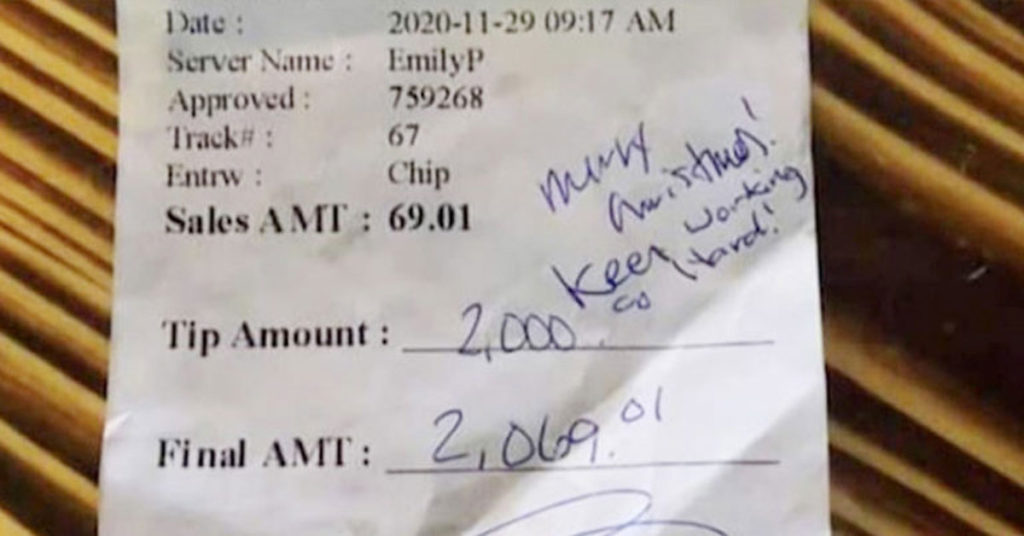 Date : 2020-11-29 09:17 AM
Server Name : EmilyP
Approved : 759268
Track# : 67
Entrw : Chip
Sales AMT : 69.01
Merry
Christmas!
Keep working
so Hard!
Tip Amount : 2,000.
Final AMT : 2,069.01